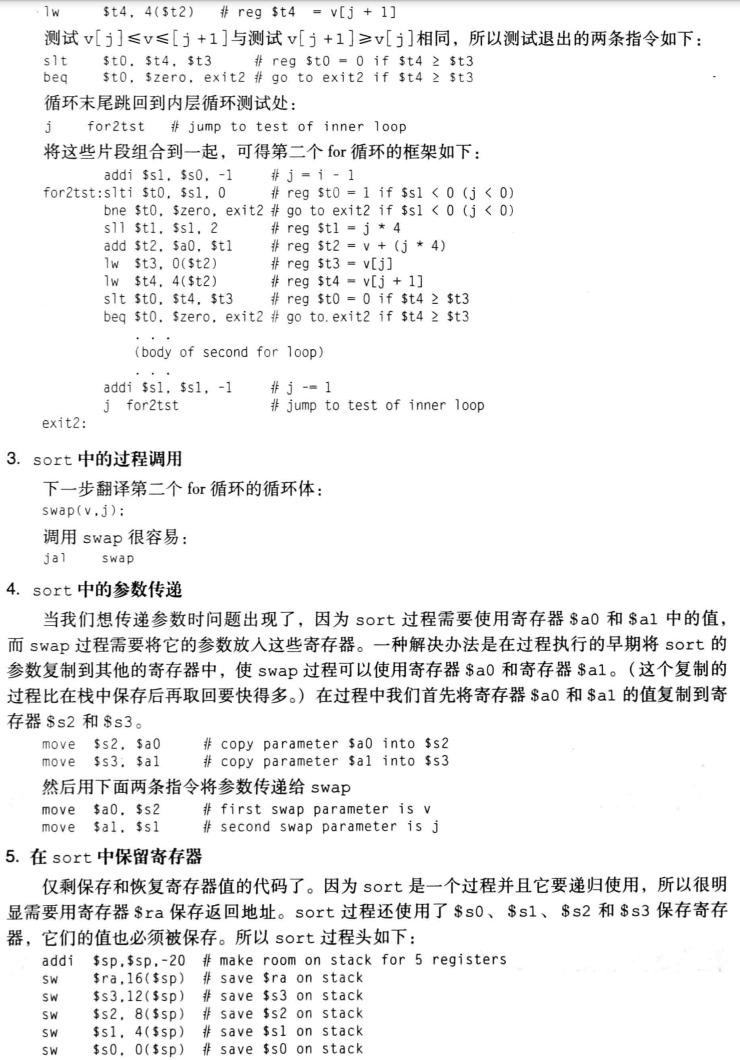 lw $t4, 4($t2) # reg $t4 = v[j + 1]
测试 v[j]≤v≤[j+1]与测试 v[j+1]≥v[j]相同，所以测试退出的两条指令如下：
slt $t0, $t4, $t3 # reg $t0 = 0 if $t4 ≥ $t3
beq $t0, $zero, exit2 # go to exit2 if $t4 ≥ $t3
循环末尾跳回到内层循环测试处：
j for2tst # jump to test of inner loop
将这些片段组合到一起，可得第二个 for 循环的框架如下：
addi $s1, $s0, -1 # j = i - 1
for2tst:slti $t0, $s1, 0 # reg $t0 = 1 if $s1 < 0 (j < 0)
bne $t0, $zero, exit2 # go to exit2 if $s1 < 0 (j < 0)
sll $t1, $s1, 2 # reg $t1 = j * 4
add $t2, $a0, $t1 # reg $t2 = v + (j * 4)
lw $t3, 0($t2) # reg $t3 = v[j]
lw $t4, 4($t2) # reg $t4 = v[j + 1]
slt $t0, $t4, $t3 # reg $t0 = 0 if $t4 ≥ $t3
beq $t0, $zero, exit2 # go to exit2 if $t4 ≥ $t3
. . .
(body of second for loop)
. . .
addi $s1, $s1, -1 # j -= 1
j for2tst # jump to test of inner loop
exit2:
3. sort 中的过程调用
下一步翻译第二个 for 循环的循环体：
swap(v,j);
调用 swap 很容易：
jal swap
4. sort 中的参数传递
当我们想传递参数时问题出现了，因为 sort 过程需要使用寄存器 $a0 和 $a1 中的值，
而 swap 过程需要将它的参数放入这些寄存器。一种解决办法是在过程执行的早期将 sort 的
参数复制到其他的寄存器中，使 swap 过程可以使用寄存器 $a0 和寄存器 $a1。（这个复制的
过程比在栈中保存后再取回要快得多。）在过程中我们首先将寄存器 $a0 和 $a1 的值复制到寄
存器 $s2 和 $s3。
move $s2, $a0 # copy parameter $a0 into $s2
move $s3, $a1 # copy parameter $a1 into $s3
然后用下面两条指令将参数传递给 swap
move $a0, $s2 # first swap parameter is v
move $a1, $s1 # second swap parameter is j
5. 在 sort 中保留寄存器
仅剩保存和恢复寄存器值的代码了。因为 sort 是一个过程并且它要递归使用，所以很明
显需要用寄存器 $ra 保存返回地址。sort 过程还使用了 $s0、$s1、$s2 和 $s3 保存寄存
器，它们的值也必须被保存。所以 sort 过程头如下：
addi $sp,$sp,-20 # make room on stack for 5 registers
sw $ra,16($sp) # save $ra on stack
sw $s3,12($sp) # save $s3 on stack
sw $s2, 8($sp) # save $s2 on stack
sw $s1, 4($sp) # save $s1 on stack
sw $s0, 0($sp) # save $s0 on stack